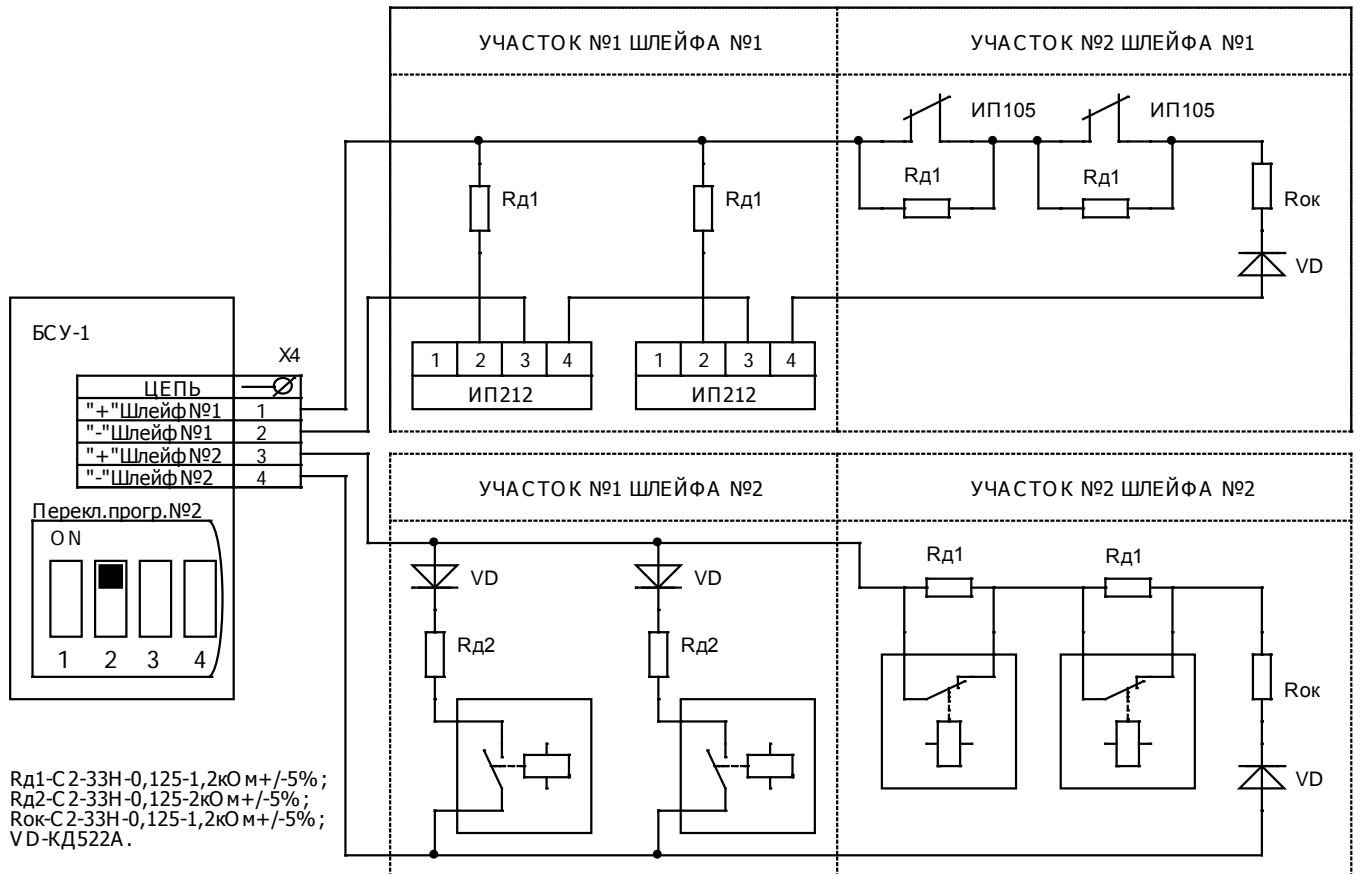 УЧАСТОК №1 ШЛЕЙФА №1
УЧАСТОК №2 ШЛЕЙФА №1
ИП105
ИП105
Rд1
Rд1
Rд1
Rд1
Rок
VD
1 2 3 4
ИП212
1 2 3 4
ИП212
БСУ-1
X4
ЦЕПЬ
"+"Шлейф№1 1
"-"Шлейф№1 2
"+"Шлейф№2 3
"-"Шлейф№2 4
Перекл.прогр.№2
ON
1 2 3 4
УЧАСТОК №1 ШЛЕЙФА №2
УЧАСТОК №2 ШЛЕЙФА №2
VD
VD
Rд1
Rд1
Rд2
Rд2
Rок
VD
Rд1-С2-33Н-0,125-1,2кОм+/-5%;
Rд2-С2-33Н-0,125-2кОм+/-5%;
Rок-С2-33Н-0,125-1,2кОм+/-5%;
VD-КД522А.